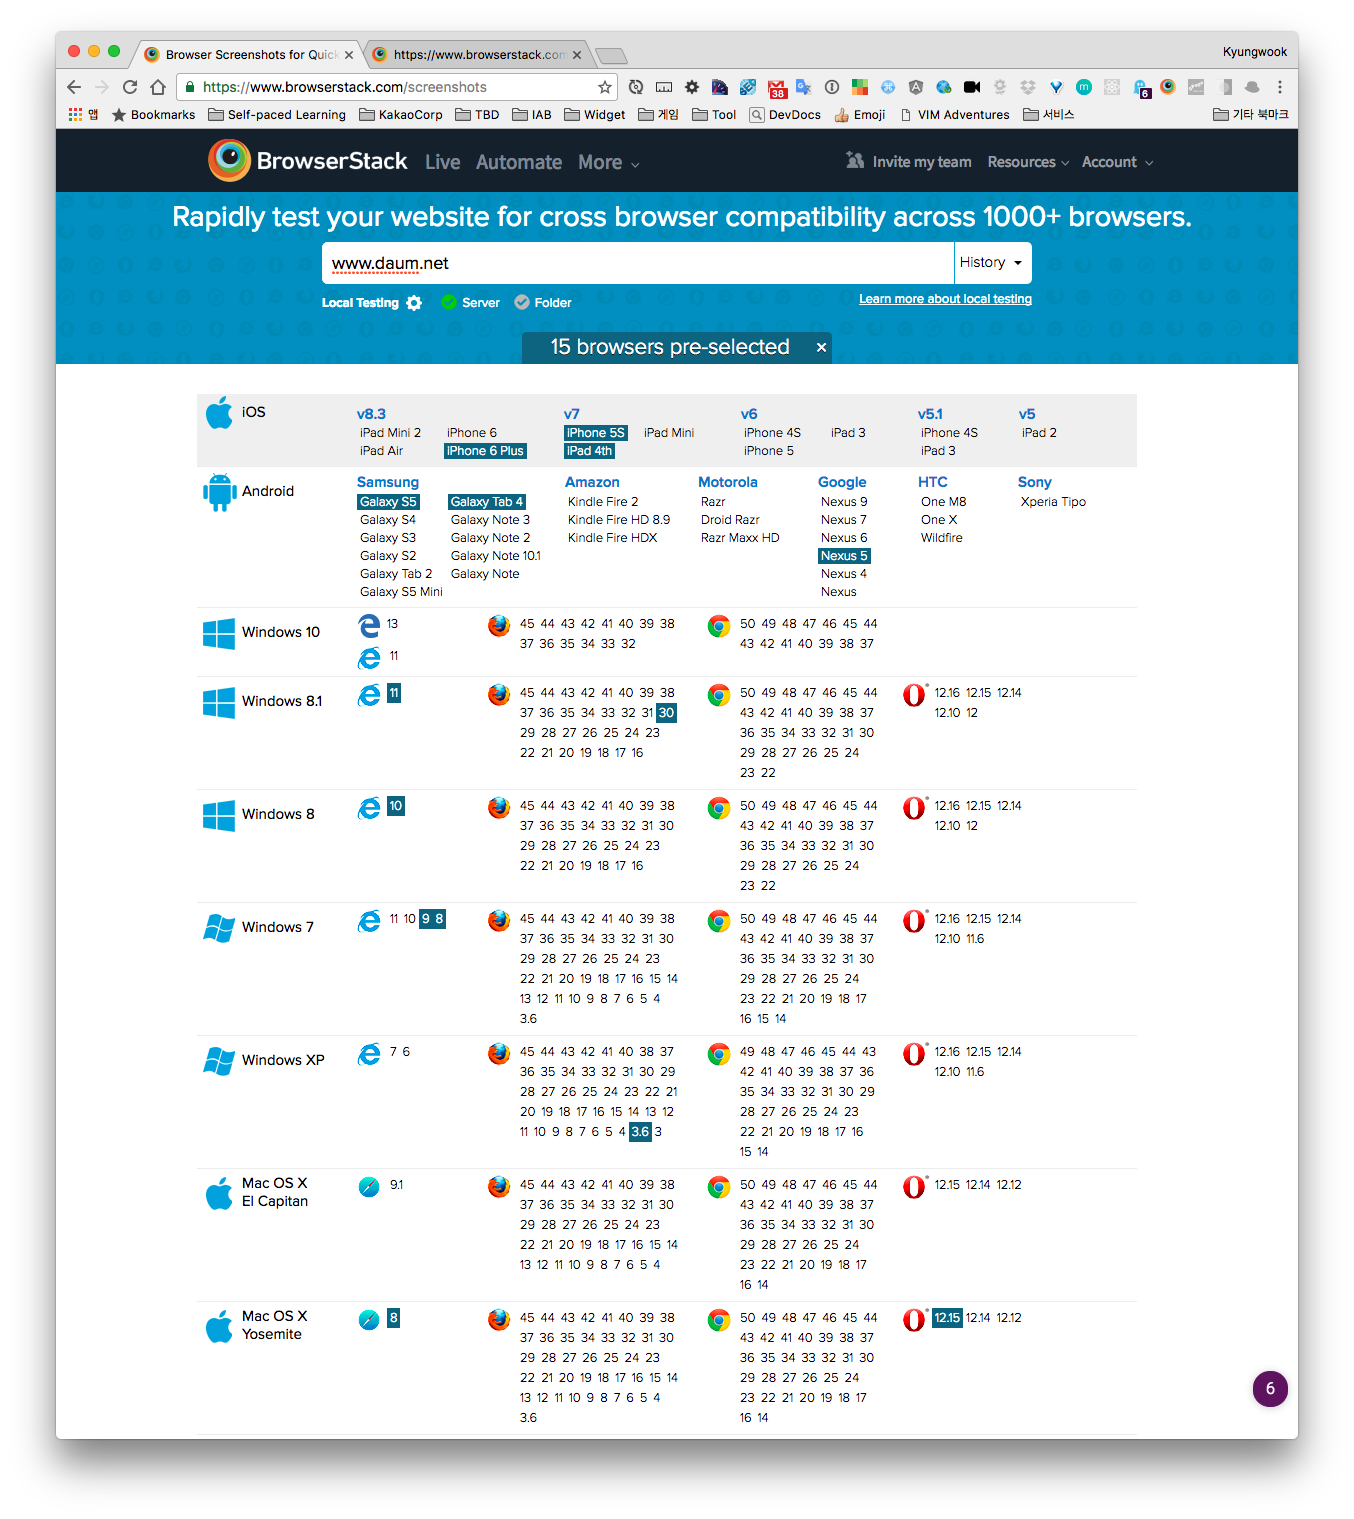 Browser Screenshots for Quick
https://www.browserstack.com
Kyungwook
https://www.browserstack.com/screenshots
38
6
앱 Bookmarks Self-paced Learning KakaoCorp TBD IAB Widget 게임 Tool DevDocs Emoji VIM Adventures 서비스 기타 북마크
BrowserStack Live Automate More Invite my team Resources Account
Rapidly test your website for cross browser compatibility across 1000+ browsers.
www.daum.net History
Local Testing Server Folder Learn more about local testing
15 browsers pre-selected ×
iOS
v8.3 v7 v6 v5.1 v5
iPad Mini 2 iPhone 6 iPhone 5S iPad Mini iPhone 4S iPad 3 iPhone 4S iPad 2
iPad Air iPhone 6 Plus iPad 4th iPhone 5 iPad 3
Android
Samsung Amazon Motorola Google HTC Sony
Galaxy S5 Galaxy Tab 4 Kindle Fire 2 Razr Nexus 9 One M8 Xperia Tipo
Galaxy S4 Galaxy Note 3 Kindle Fire HD 8.9 Droid Razr Nexus 7 One X
Galaxy S3 Galaxy Note 2 Kindle Fire HDX Razr Maxx HD Nexus 6 Wildfire
Galaxy S2 Galaxy Note 10.1 Nexus 5
Galaxy Tab 2 Galaxy Note Nexus 4
Galaxy S5 Mini Nexus
Windows 10
13 45 44 43 42 41 40 39 38 50 49 48 47 46 45 44
37 36 35 34 33 32 43 42 41 40 39 38 37
11
Windows 8.1
11 45 44 43 42 41 40 39 38 50 49 48 47 46 45 44 12.16 12.15 12.14
37 36 35 34 33 32 31 30 43 42 41 40 39 38 37 12.10 12
29 28 27 26 25 24 23 36 35 34 33 32 31 30
22 21 20 19 18 17 16 29 28 27 26 25 24
23 22
Windows 8
10 45 44 43 42 41 40 39 38 50 49 48 47 46 45 44 12.16 12.15 12.14
37 36 35 34 33 32 31 30 43 42 41 40 39 38 37 12.10 12
29 28 27 26 25 24 23 36 35 34 33 32 31 30
22 21 20 19 18 17 16 29 28 27 26 25 24
23 22
Windows 7
11 10 9 8 45 44 43 42 41 40 39 38 50 49 48 47 46 45 44 12.16 12.15 12.14
37 36 35 34 33 32 31 30 43 42 41 40 39 38 37 12.10 11.6
29 28 27 26 25 24 23 36 35 34 33 32 31 30
22 21 20 19 18 17 16 15 14 29 28 27 26 25 24
13 12 11 10 9 8 7 6 5 4 23 22 21 20 19 18 17
3.6 16 15 14
Windows XP
7 6 45 44 43 42 41 40 38 37 49 48 47 46 45 44 43 12.16 12.15 12.14
36 35 34 33 32 31 30 29 42 41 40 39 38 37 36 12.10 11.6
28 27 26 25 24 23 22 21 35 34 33 32 31 30 29
20 19 18 17 16 15 14 13 12 28 27 26 25 24 23
11 10 9 8 7 6 5 4 3.6 3 22 21 20 19 18 17 16
15 14
Mac OS X
El Capitan
9.1 45 44 43 42 41 40 39 38 50 49 48 47 46 45 44 12.15 12.14 12.12
37 36 35 34 33 32 31 30 43 42 41 40 39 38 37
29 28 27 26 25 24 23 36 35 34 33 32 31 30
22 21 20 19 18 17 16 15 14 29 28 27 26 25 24
13 12 11 10 9 8 7 6 5 4 23 22 21 20 19 18 17
16 14
Mac OS X
Yosemite
8 45 44 43 42 41 40 39 38 50 49 48 47 46 45 44 12.15 12.14 12.12
37 36 35 34 33 32 31 30 43 42 41 40 39 38 37
29 28 27 26 25 24 23 36 35 34 33 32 31 30
22 21 20 19 18 17 16 15 14 29 28 27 26 25 24
13 12 11 10 9 8 7 6 5 4 23 22 21 20 19 18 17
3.6 16 14
6